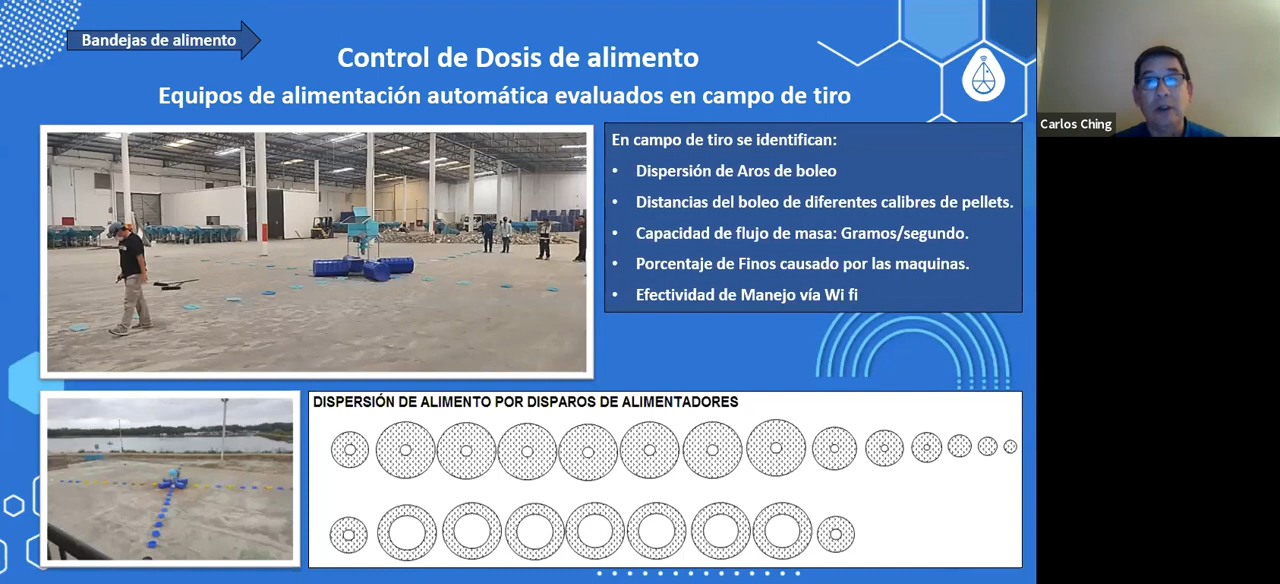 Bandejas de alimento
Control de Dosis de alimento
Equipos de alimentación automática evaluados en campo de tiro
Carlos Ching
En campo de tiro se identifican:
• Dispersión de Aros de boleo
• Distancias del boleo de diferentes calibres de pellets.
• Capacidad de flujo de masa: Gramos/segundo.
• Porcentaje de Finos causado por las maquinas.
• Efectividad de Manejo vía Wi fi
DISPERSIÓN DE ALIMENTO POR DISPAROS DE ALIMENTADORES